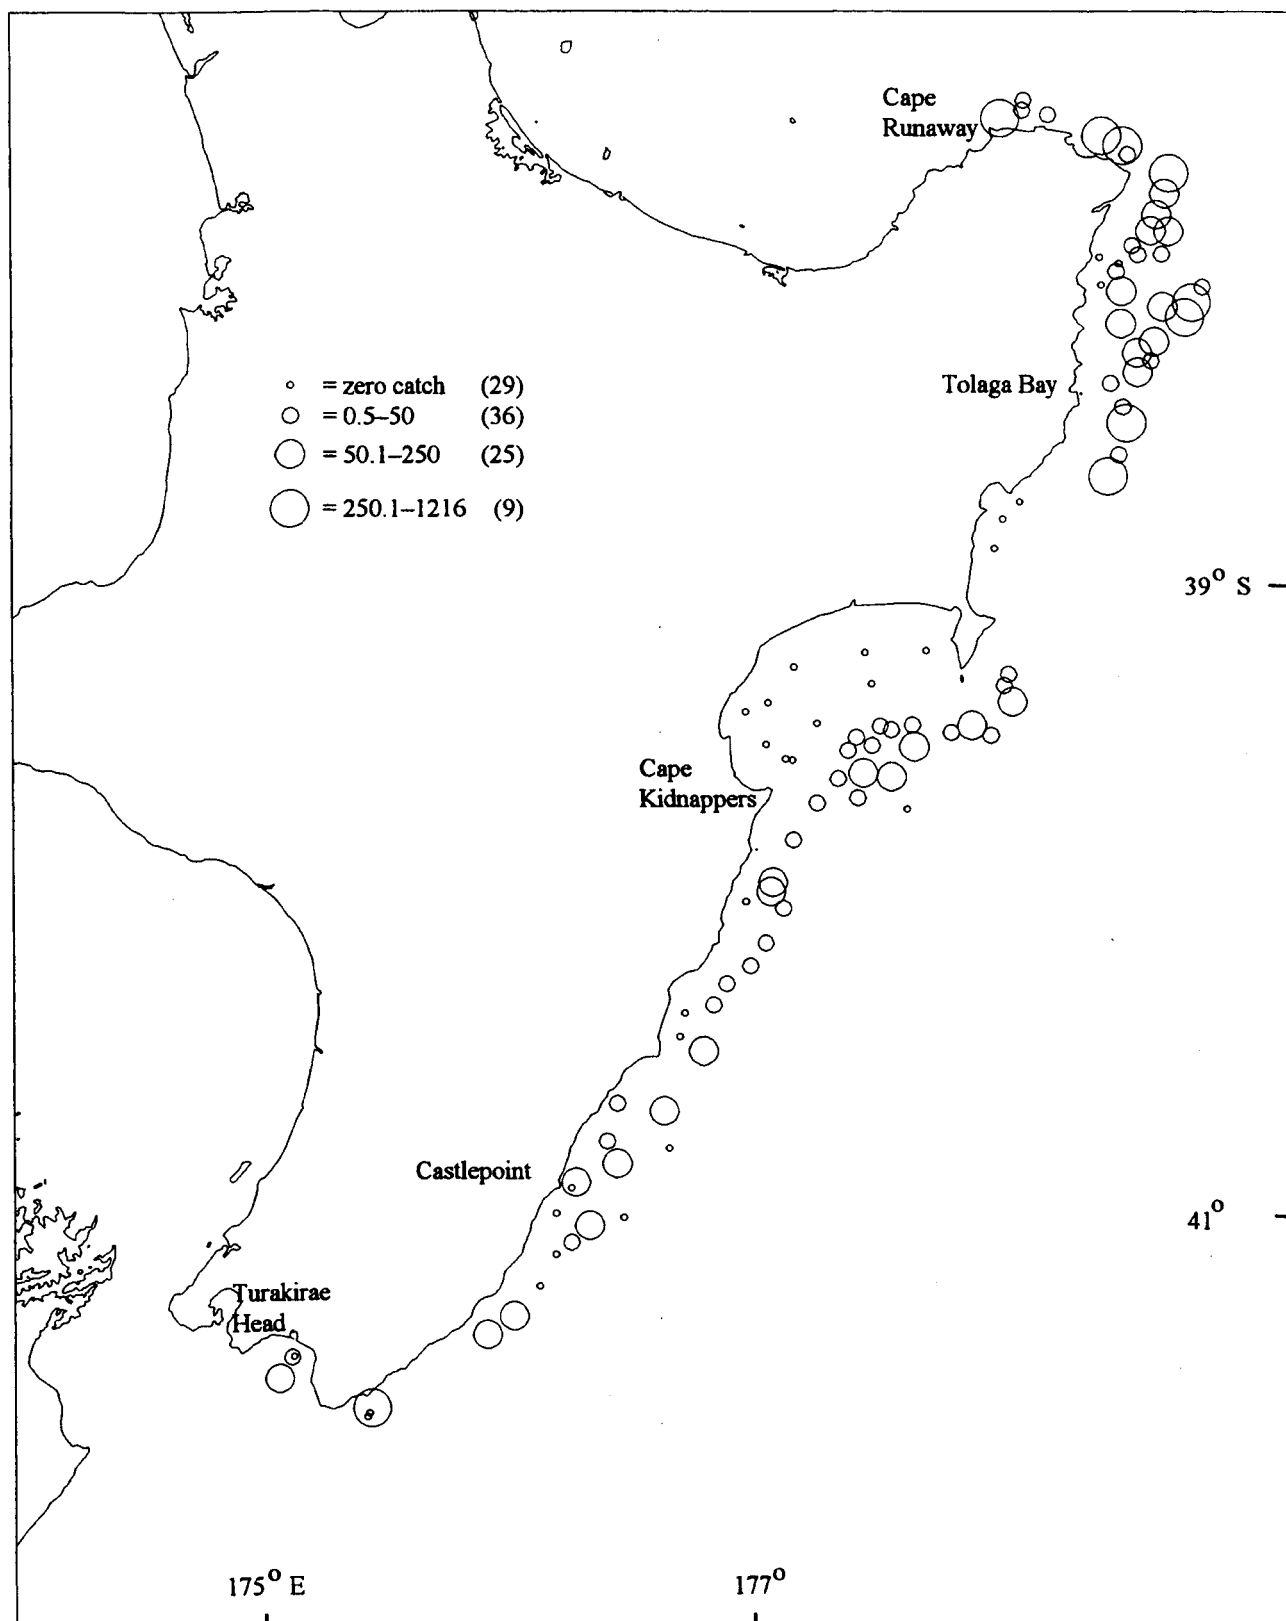 Cape
Runaway
= zero catch (29)
= 0.5–50 (36)
Tolaga Bay
= 50.1–250 (25)
= 250.1–1216 (9)
39° S
Cape
Kidnappers
Castlepoint
41°
Turakirae
Head
175° E
177°